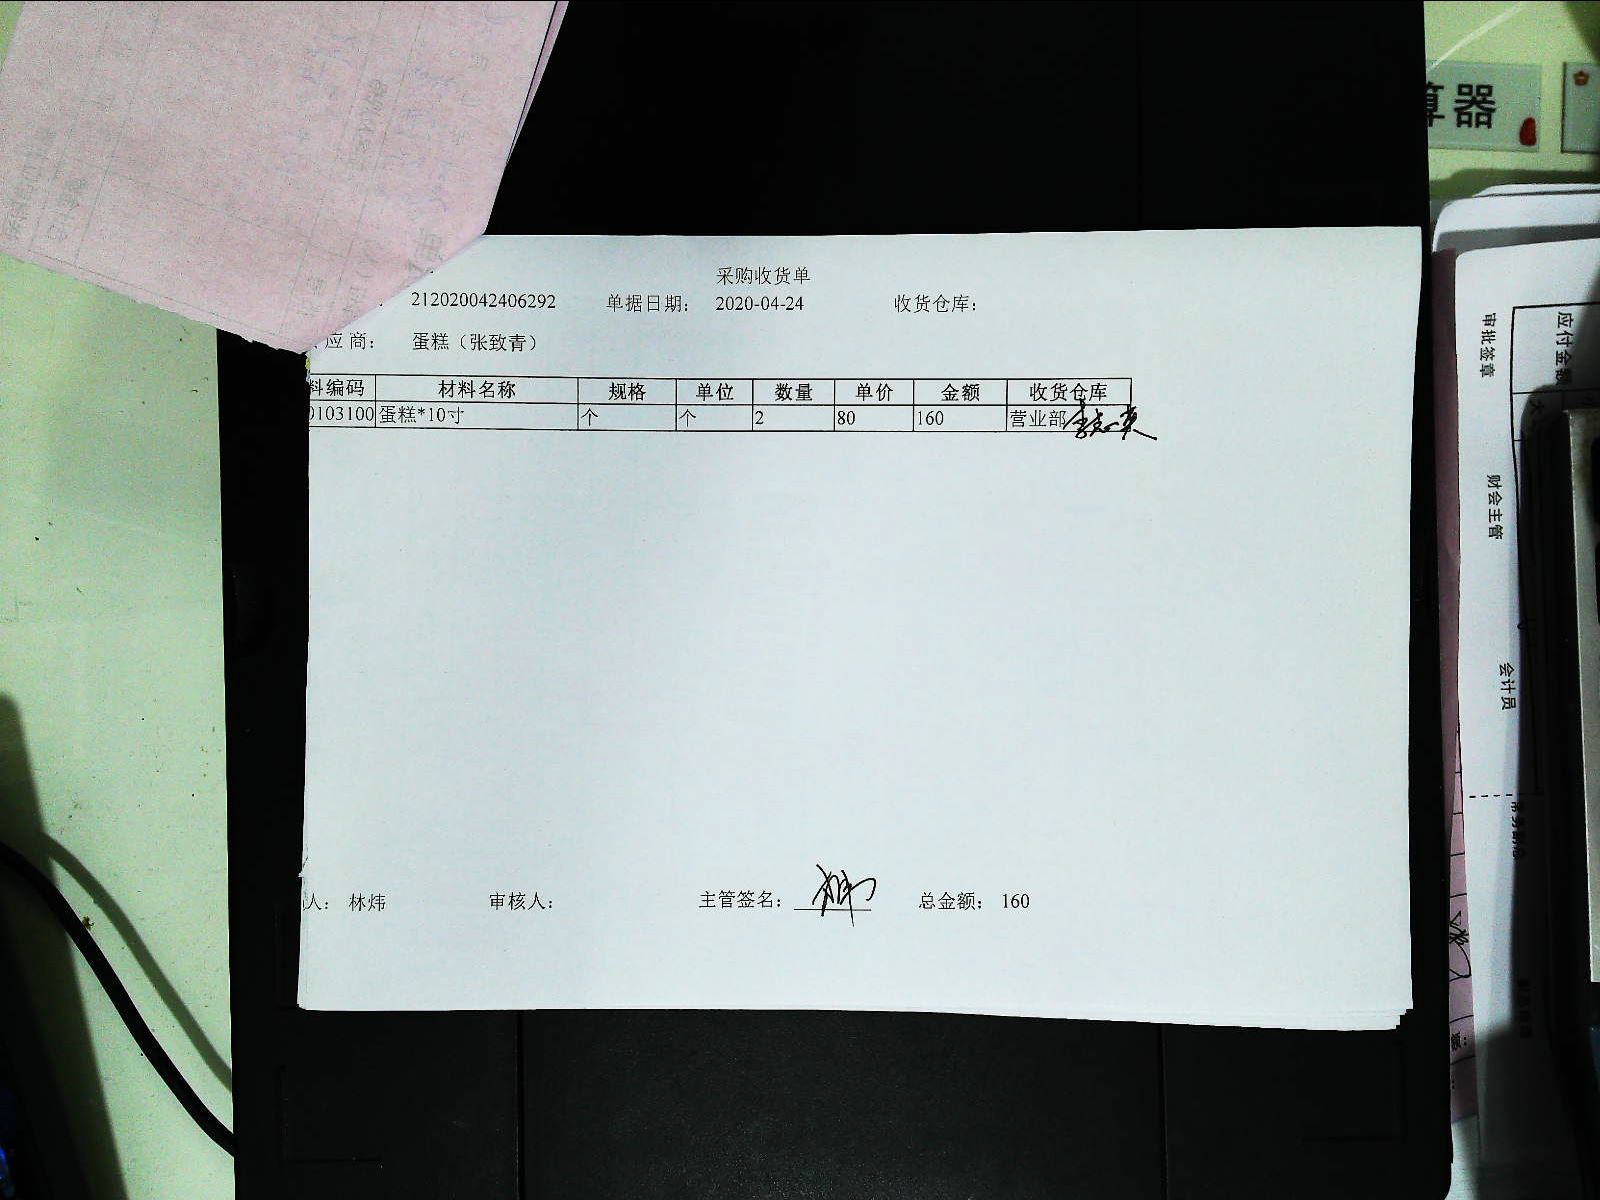 采购收货单
212020042406292 单据日期: 2020-04-24 收货仓库:
应商: 蛋糕（张致青）
料编码 材料名称 规格 单位 数量 单价 金额 收货仓库
0103100 蛋糕*10寸 个 个 2 80 160 营业部
人: 林炜 审核人: 主管签名: 总金额: 160
算器
应付金额
审批签章
财会主管
会计员